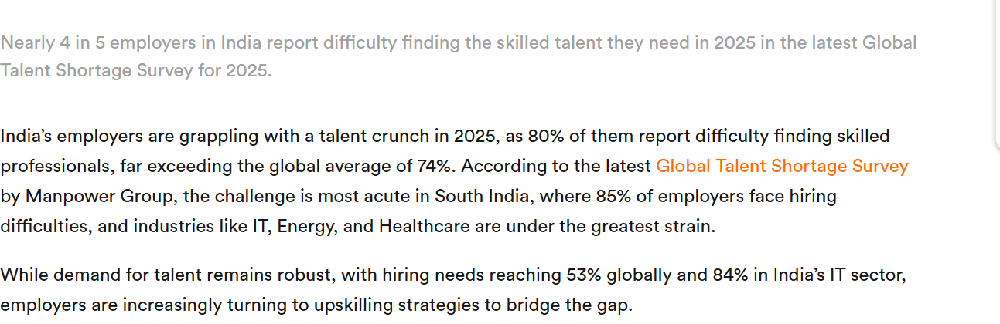 Nearly 4 in 5 employers in India report difficulty finding the skilled talent they need in 2025 in the latest Global
Talent Shortage Survey for 2025.
India’s employers are grappling with a talent crunch in 2025, as 80% of them report difficulty finding skilled
professionals, far exceeding the global average of 74%. According to the latest Global Talent Shortage Survey
by Manpower Group, the challenge is most acute in South India, where 85% of employers face hiring
difficulties, and industries like IT, Energy, and Healthcare are under the greatest strain.
While demand for talent remains robust, with hiring needs reaching 53% globally and 84% in India’s IT sector,
employers are increasingly turning to upskilling strategies to bridge the gap.